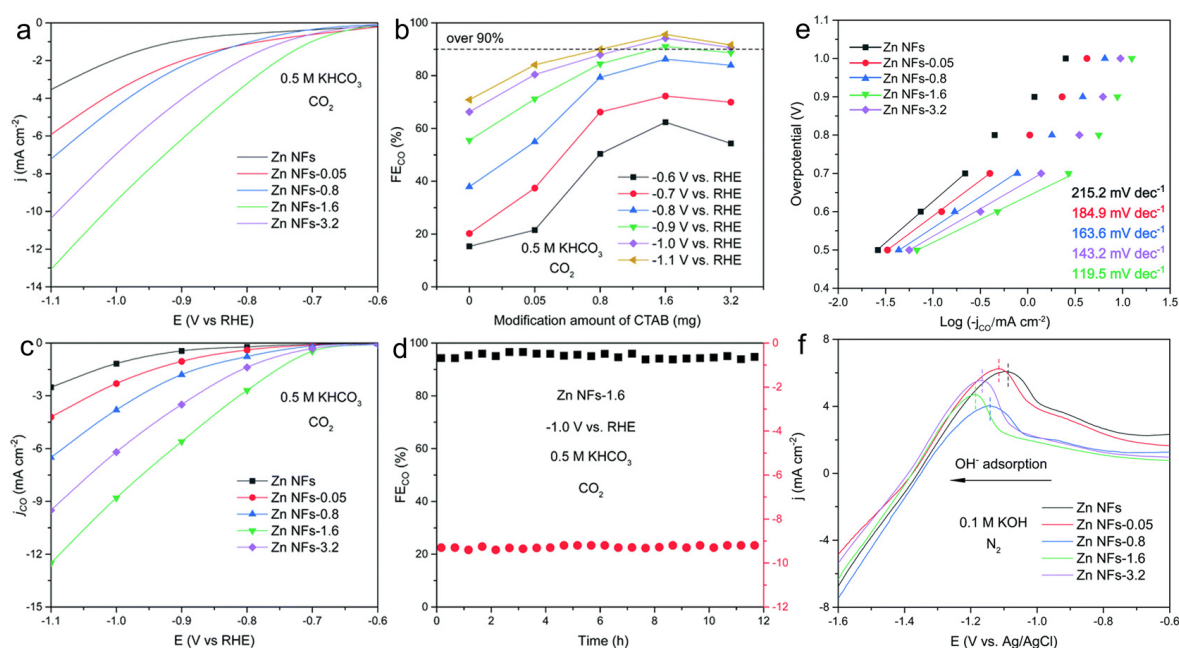 a
j (mA cm⁻²)
0
-2
-4
-6
-8
-10
-12
-14
0.5 M KHCO₃
CO₂
Zn NFs
Zn NFs-0.05
Zn NFs-0.8
Zn NFs-1.6
Zn NFs-3.2
-1.1
-1.0
-0.9
-0.8
-0.7
-0.6
E (V vs RHE)
b
FE_CO (%)
100
80
60
40
20
0
over 90%
0.5 M KHCO₃
CO₂
-0.6 V vs. RHE
-0.7 V vs. RHE
-0.8 V vs. RHE
-0.9 V vs. RHE
-1.0 V vs. RHE
-1.1 V vs. RHE
0
0.05
0.8
1.6
3.2
Modification amount of CTAB (mg)
e
Overpotential (V)
1.2
1.0
0.8
0.6
0.4
Zn NFs
Zn NFs-0.05
Zn NFs-0.8
Zn NFs-1.6
Zn NFs-3.2
215.2 mV dec⁻¹
184.9 mV dec⁻¹
163.6 mV dec⁻¹
143.2 mV dec⁻¹
119.5 mV dec⁻¹
-2.0
-1.5
-1.0
-0.5
0.0
0.5
1.0
1.5
Log (-j_CO/mA cm⁻²)
c
j_CO (mA cm⁻²)
0
-3
-6
-9
-12
-15
0.5 M KHCO₃
CO₂
Zn NFs
Zn NFs-0.05
Zn NFs-0.8
Zn NFs-1.6
Zn NFs-3.2
-1.1
-1.0
-0.9
-0.8
-0.7
-0.6
E (V vs RHE)
d
FE_CO (%)
100
80
60
40
20
0
Zn NFs-1.6
-1.0 V vs. RHE
0.5 M KHCO₃
CO₂
0
-2
-4
-6
-8
-10
-12
0
2
4
6
8
10
12
Time (h)
f
j (mA cm⁻²)
8
4
0
-4
-8
OH⁻ adsorption
0.1 M KOH
N₂
Zn NFs
Zn NFs-0.05
Zn NFs-0.8
Zn NFs-1.6
Zn NFs-3.2
-1.6
-1.4
-1.2
-1.0
-0.8
-0.6
E (V vs. Ag/AgCl)